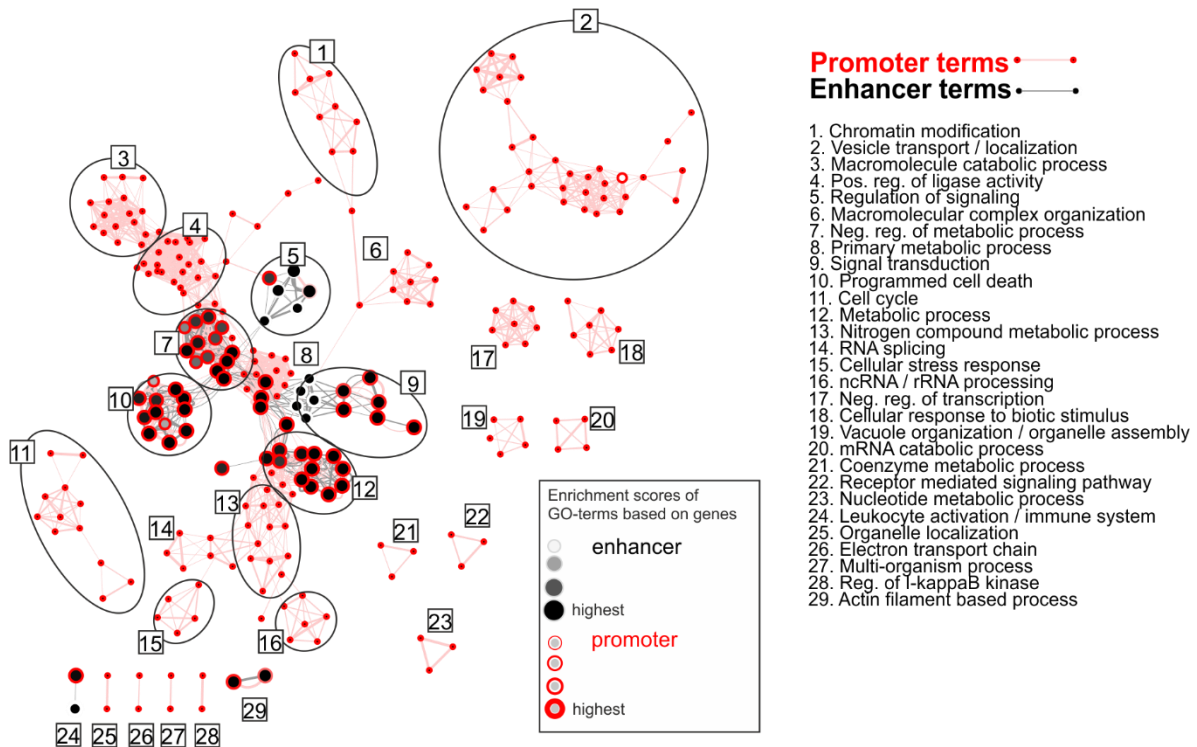 1
2
3
4
5
6
7
8
9
10
11
12
13
14
15
16
17
18
19
20
21
22
23
24
25
26
27
28
29
Enrichment scores of
GO-terms based on genes
enhancer
highest
promoter
highest
Promoter terms
Enhancer terms
1. Chromatin modification
2. Vesicle transport / localization
3. Macromolecule catabolic process
4. Pos. reg. of ligase activity
5. Regulation of signaling
6. Macromolecular complex organization
7. Neg. reg. of metabolic process
8. Primary metabolic process
9. Signal transduction
10. Programmed cell death
11. Cell cycle
12. Metabolic process
13. Nitrogen compound metabolic process
14. RNA splicing
15. Cellular stress response
16. ncRNA / rRNA processing
17. Neg. reg. of transcription
18. Cellular response to biotic stimulus
19. Vacuole organization / organelle assembly
20. mRNA catabolic process
21. Coenzyme metabolic process
22. Receptor mediated signaling pathway
23. Nucleotide metabolic process
24. Leukocyte activation / immune system
25. Organelle localization
26. Electron transport chain
27. Multi-organism process
28. Reg. of I-kappaB kinase
29. Actin filament based process